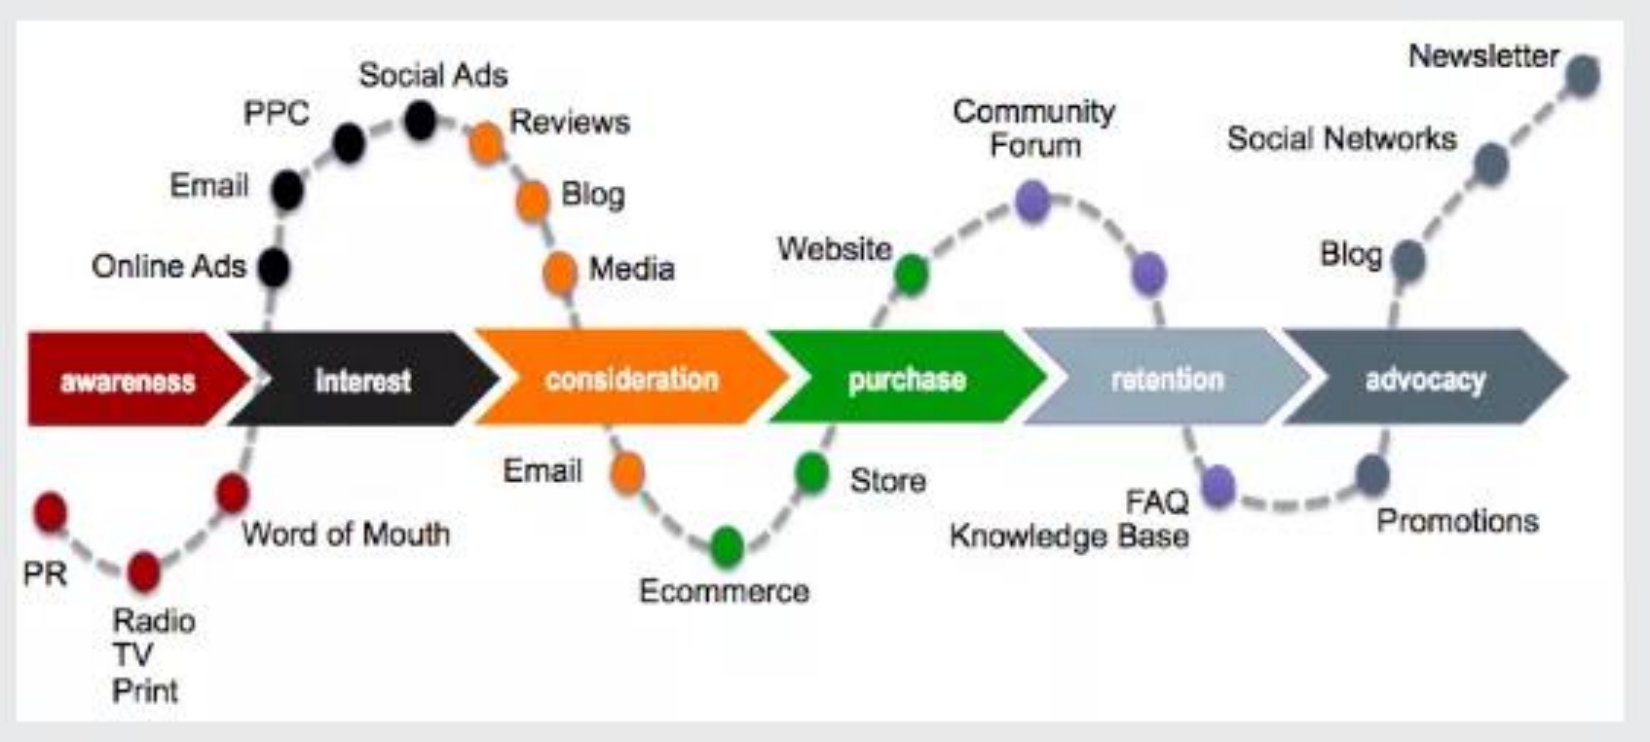 Social Ads
PPC
Reviews
Email
Blog
Online Ads
Media
Community
Forum
Website
Newsletter
Social Networks
Blog
awareness
interest
consideration
purchase
retention
advocacy
PR
Radio
TV
Print
Word of Mouth
Email
Ecommerce
Store
FAQ
Knowledge Base
Promotions